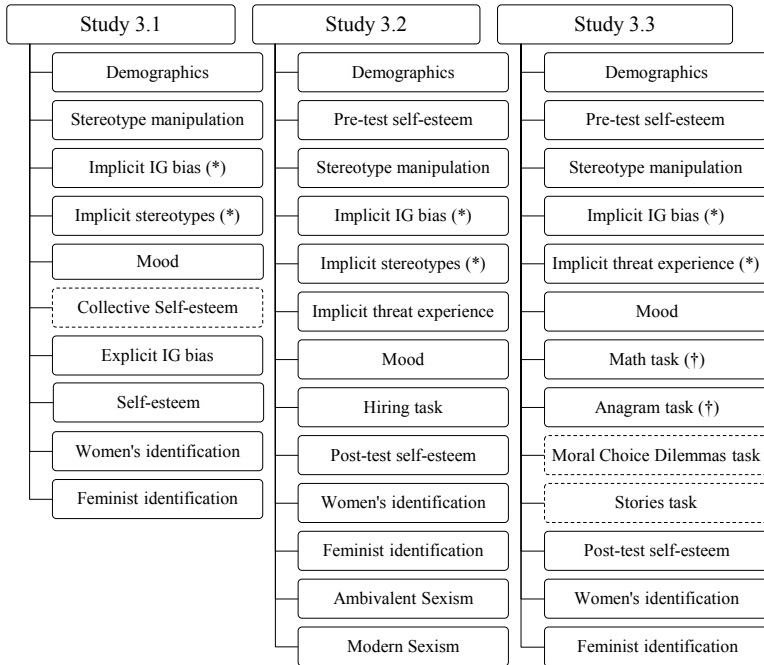 Study 3.1
Demographics
Stereotype manipulation
Implicit IG bias (*)
Implicit stereotypes (*)
Mood
Collective Self-esteem
Explicit IG bias
Self-esteem
Women's identification
Feminist identification
Study 3.2
Demographics
Pre-test self-esteem
Stereotype manipulation
Implicit IG bias (*)
Implicit stereotypes (*)
Implicit threat experience
Mood
Hiring task
Post-test self-esteem
Women's identification
Feminist identification
Ambivalent Sexism
Modern Sexism
Study 3.3
Demographics
Pre-test self-esteem
Stereotype manipulation
Implicit IG bias (*)
Implicit threat experience (*)
Mood
Math task (†)
Anagram task (†)
Moral Choice Dilemmas task
Stories task
Post-test self-esteem
Women's identification
Feminist identification